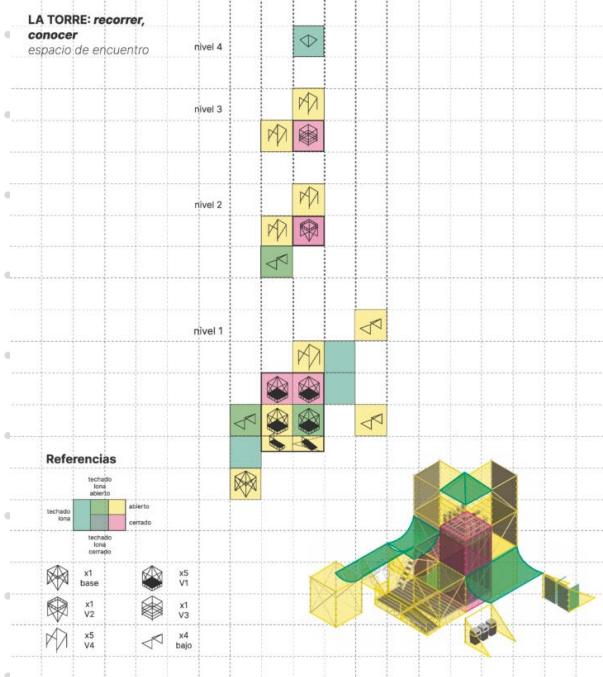 LA TORRE: recorrer,
conocer
espacio de encuentro
nivel 4
nivel 3
nivel 2
nivel 1
Referencias
techado
lona
abierto
techado
lona
abierto
cerrado
techado
lona
cerrado
x1
base
x5
V1
x1
V2
x1
V3
x5
V4
x4
bajo